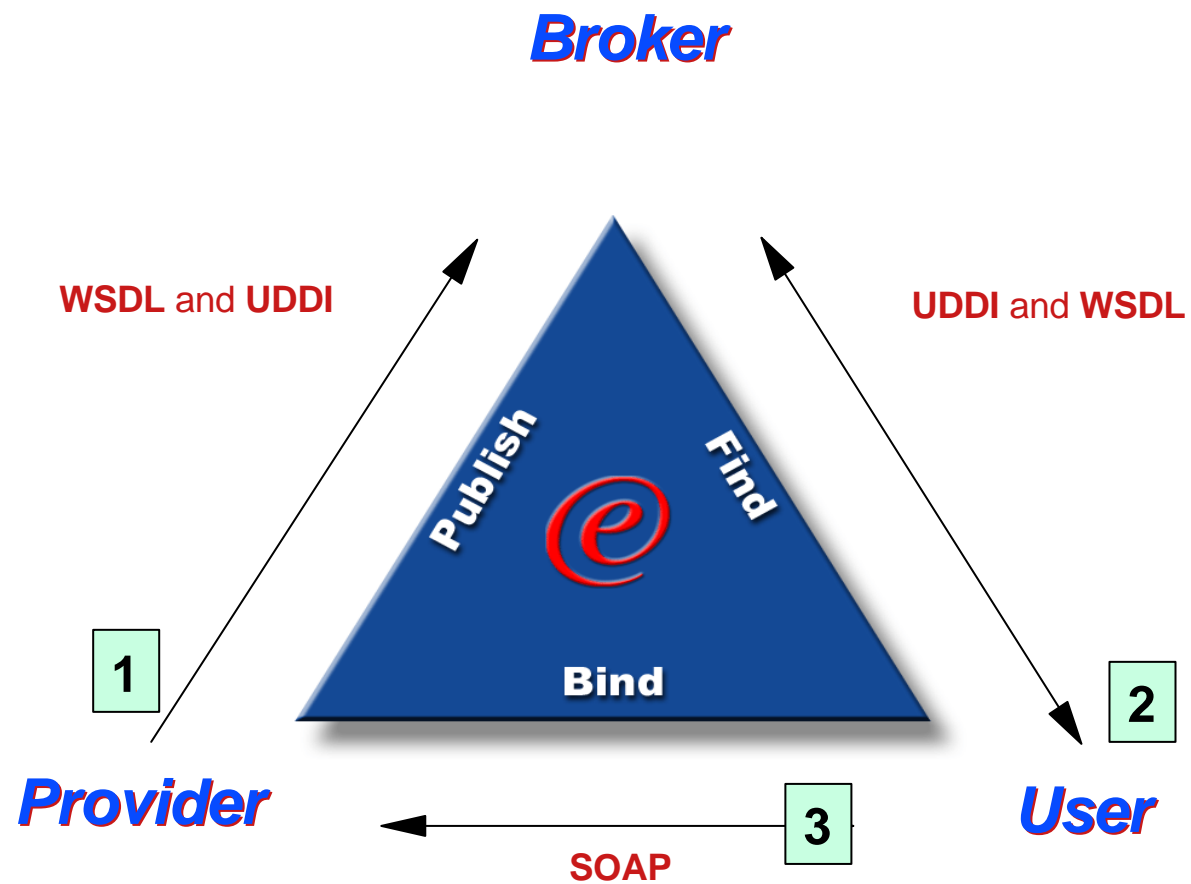 Broker
WSDL and UDDI
UDDI and WSDL
Publish
Find
e
Bind
1
2
Provider
User
3
SOAP